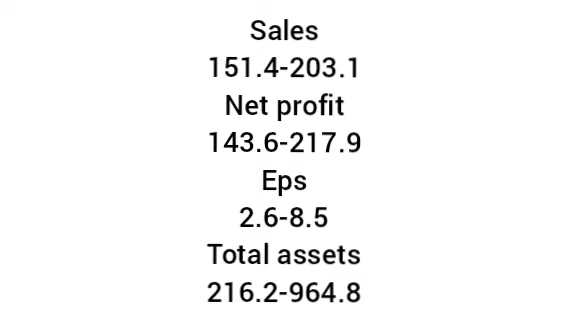 Sales
151.4-203.1
Net profit
143.6-217.9
Eps
2.6-8.5
Total assets
216.2-964.8